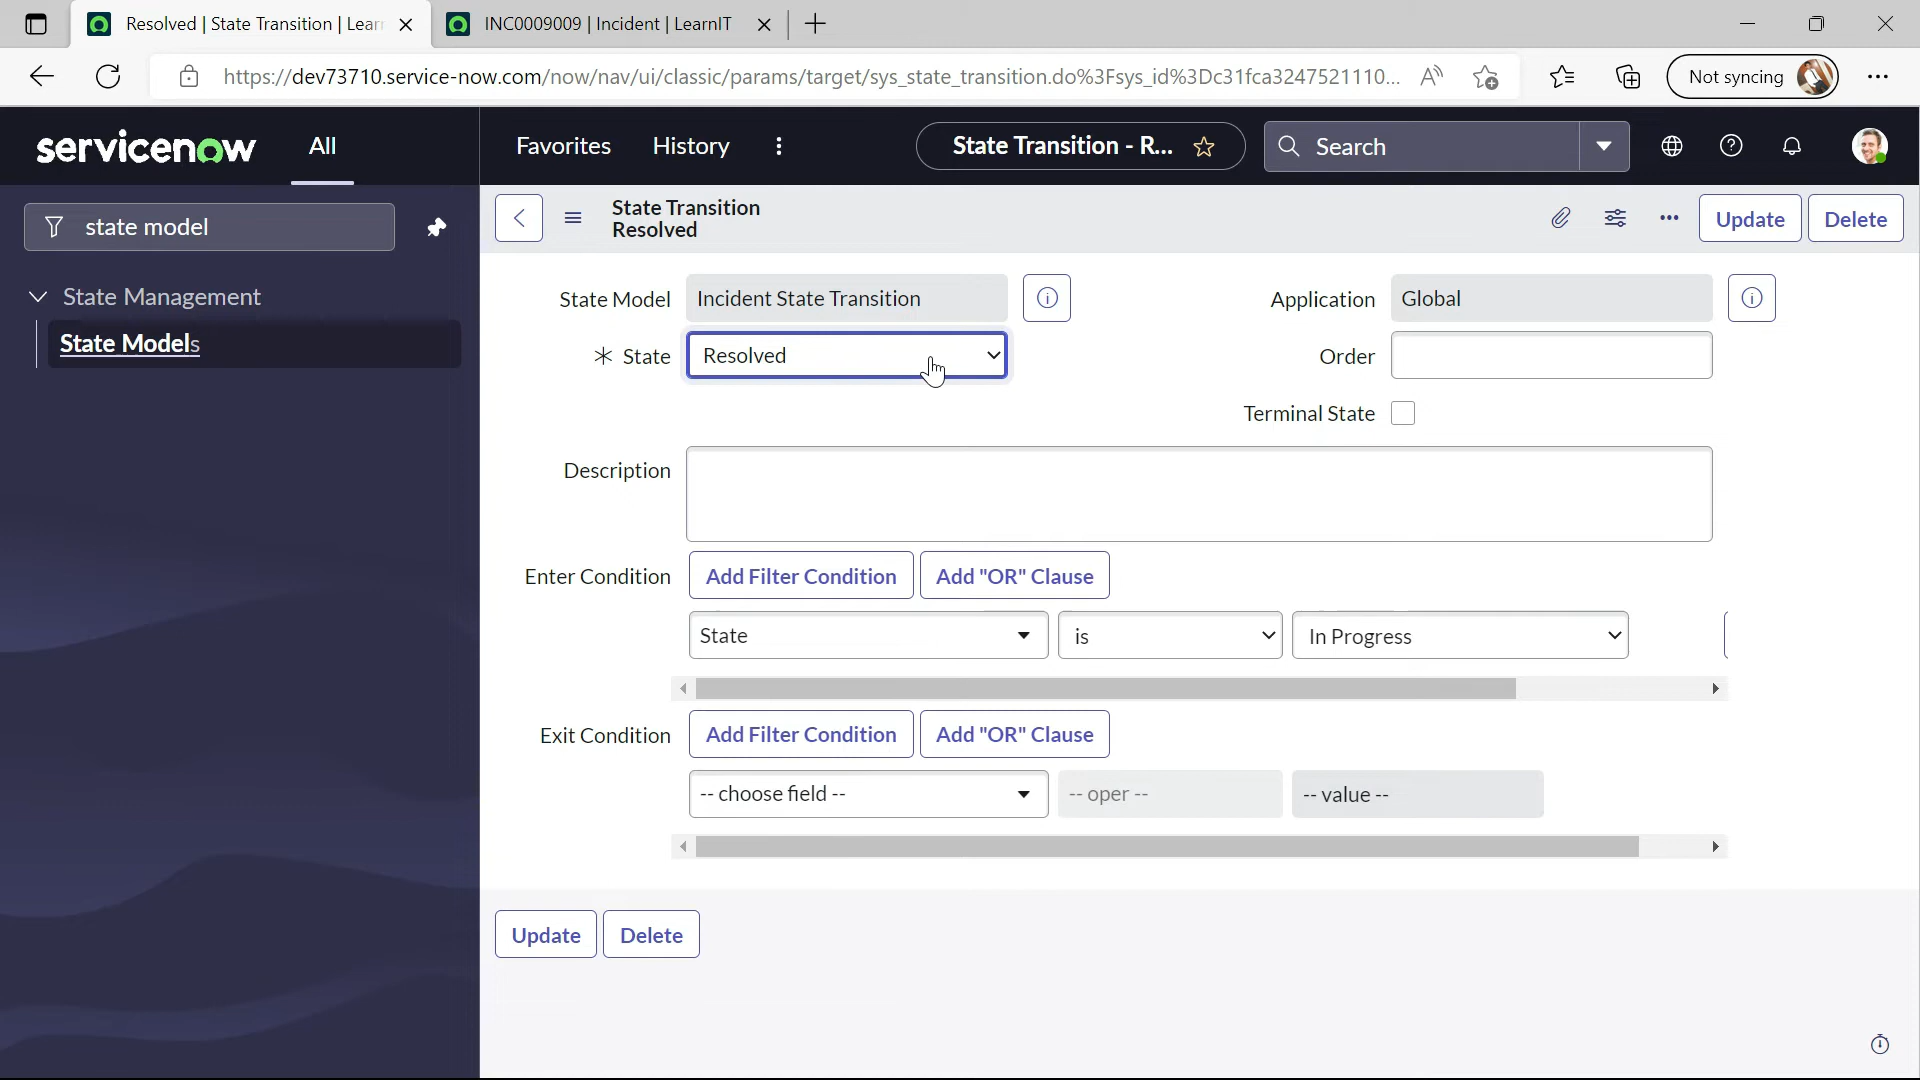 Resolved | State Transition | Lear
INC0009009 | Incident | LearnIT
https://dev73710.service-now.com/now/nav/ui/classic/params/target/sys_state_transition.do%3Fsys_id%3Dc31fca3247521110...
Not syncing
servicenow
All
Favorites
History
State Transition - R...
Search
state model
State Management
State Models
State Transition
Resolved
Update
Delete
State Model
Incident State Transition
Application
Global
State
Resolved
Order
Terminal State
Description
Enter Condition
Add Filter Condition
Add "OR" Clause
State
is
In Progress
Exit Condition
Add Filter Condition
Add "OR" Clause
-- choose field --
-- oper --
-- value --
Update
Delete